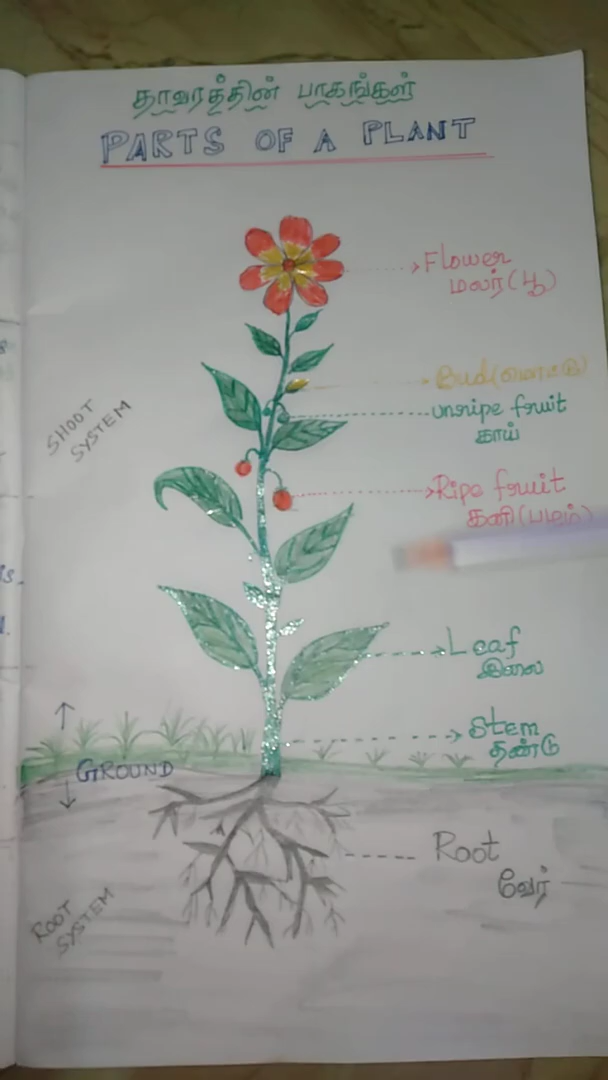 தாவரத்தின் பாகங்கள்
PARTS OF A PLANT
Flower
மலர்(பூ)
Bud(மொட்டு)
unripe fruit
காய்
SHOOT
SYSTEM
Ripe fruit
கனி(பழம்)
Leaf
இலை
Stem
தண்டு
GROUND
Root
வேர்
ROOT
SYSTEM